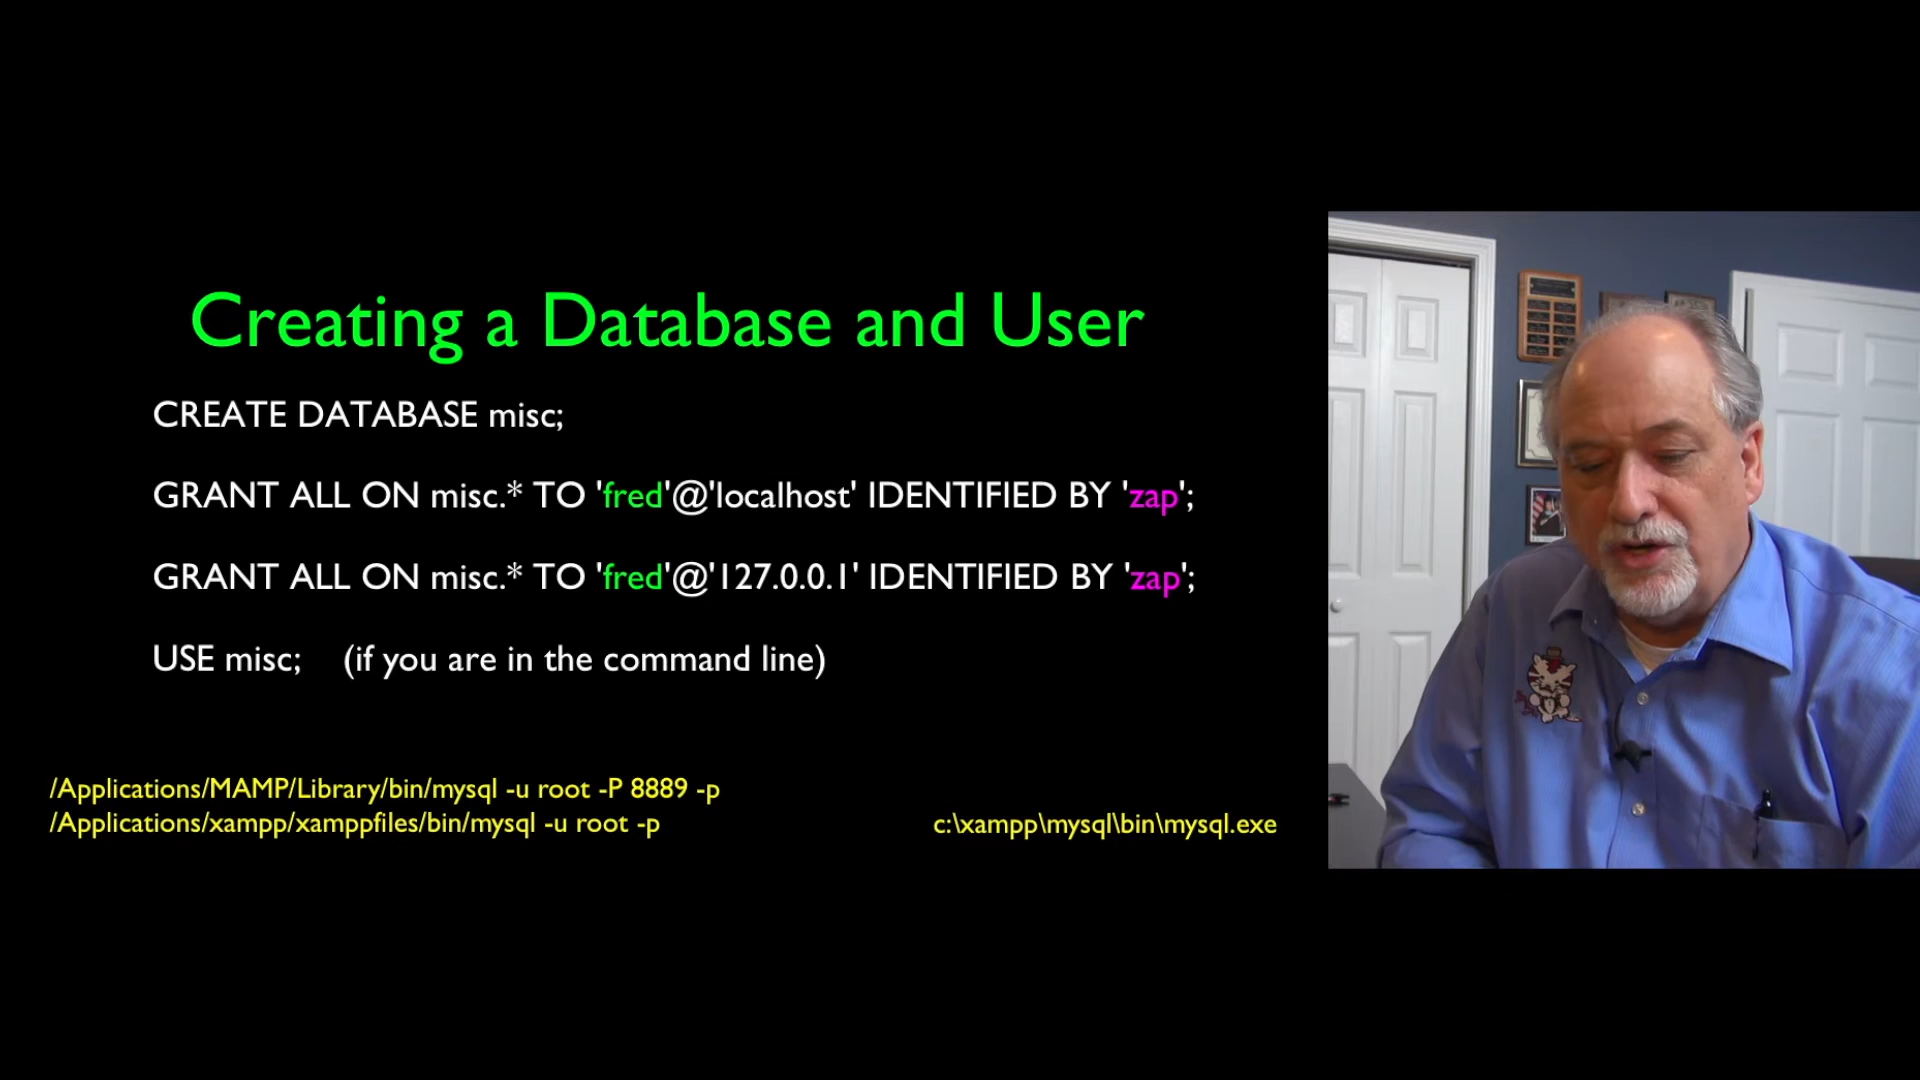 Creating a Database and User
CREATE DATABASE misc;
GRANT ALL ON misc.* TO 'fred'@'localhost' IDENTIFIED BY 'zap';
GRANT ALL ON misc.* TO 'fred'@'127.0.0.1' IDENTIFIED BY 'zap';
USE misc; (if you are in the command line)
/Applications/MAMP/Library/bin/mysql -u root -P 8889 -p
/Applications/xampp/xamppfiles/bin/mysql -u root -p
c:\xampp\mysql\bin\mysql.exe